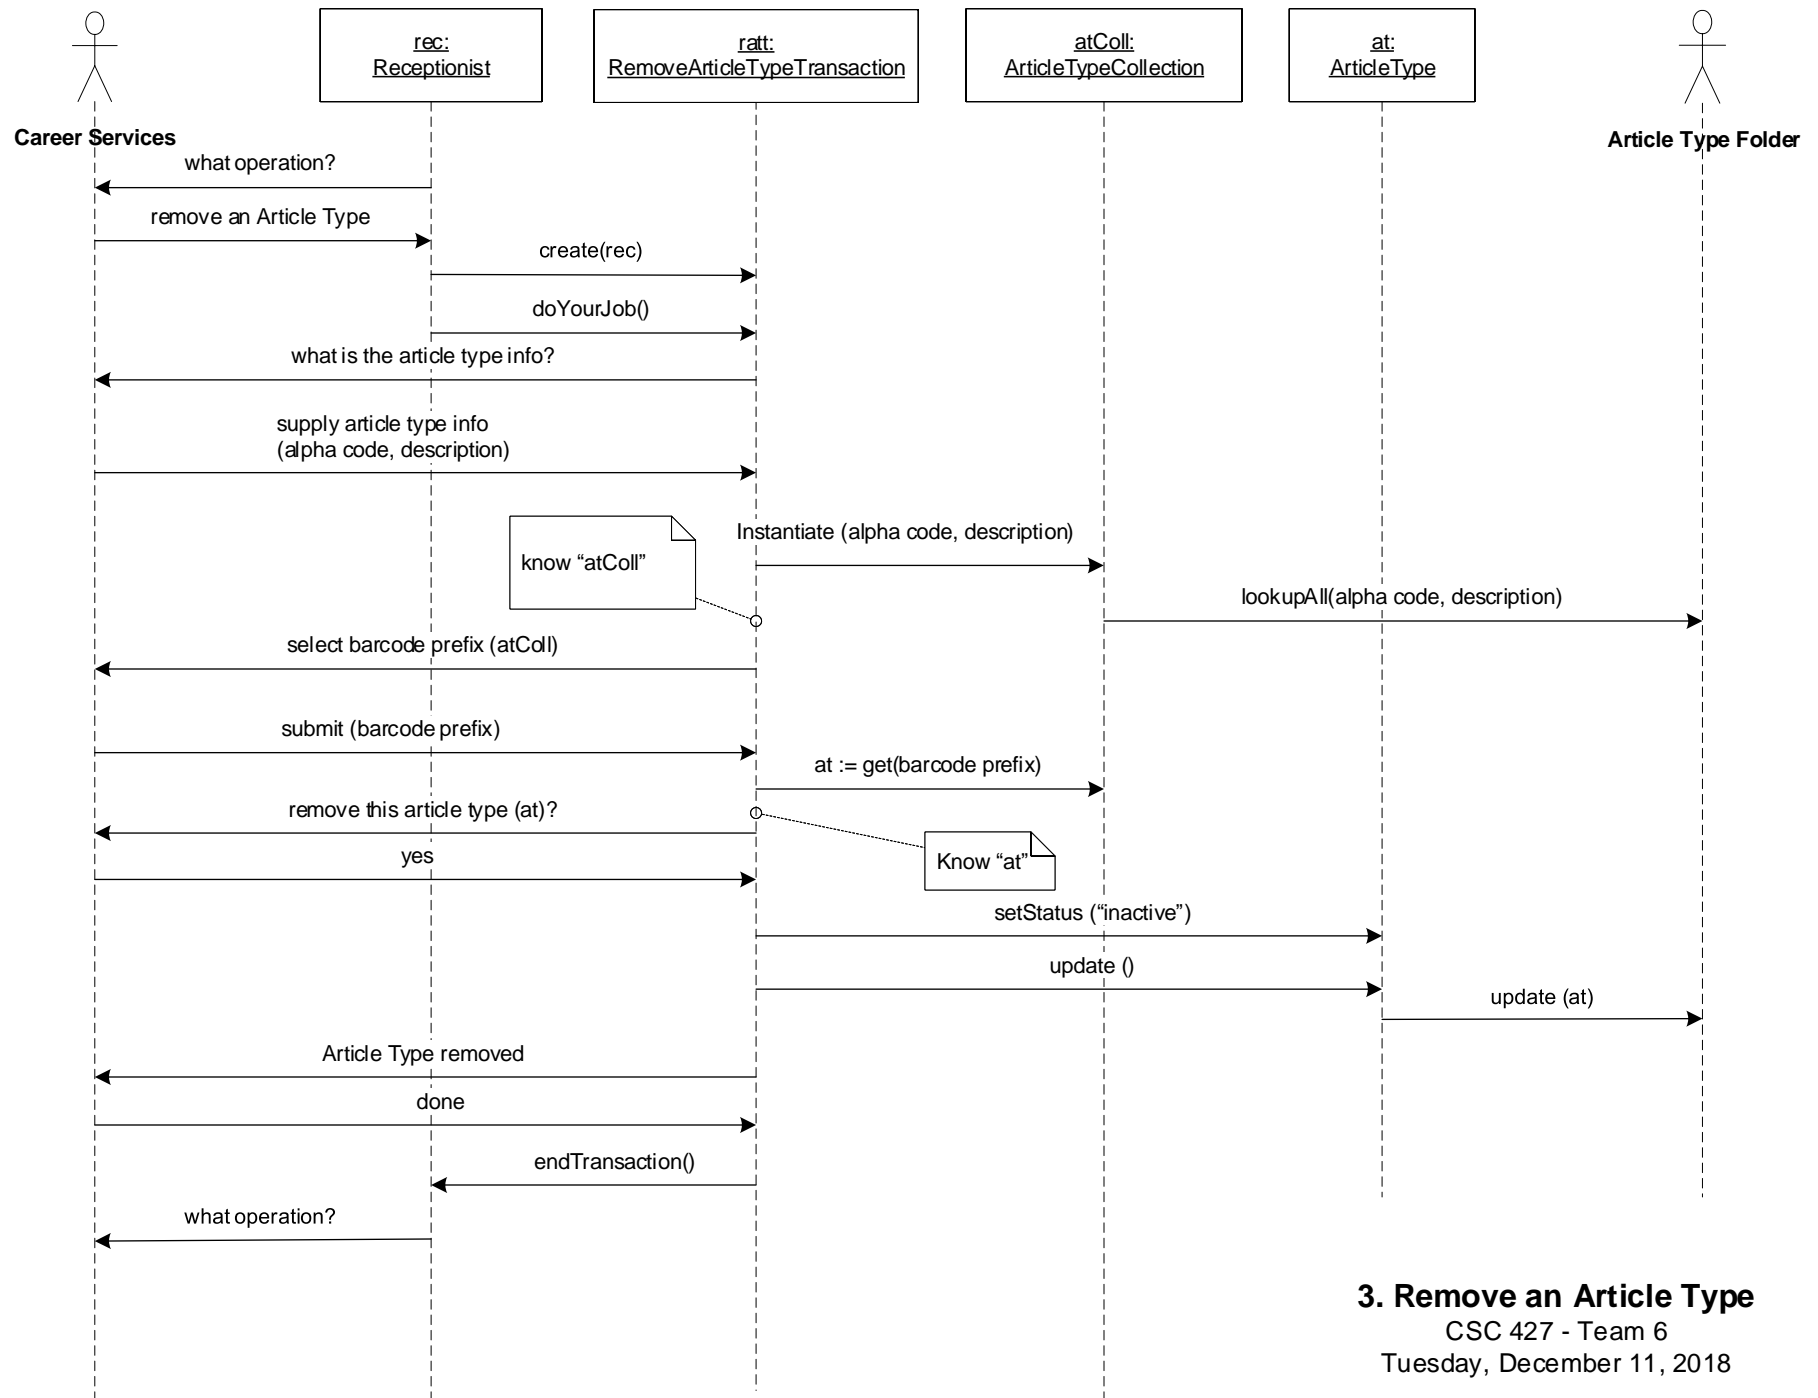 rec:
Receptionist
ratt:
RemoveArticleTypeTransaction
atColl:
ArticleTypeCollection
at:
ArticleType
Career Services
Article Type Folder
what operation?
remove an Article Type
create(rec)
doYourJob()
what is the article type info?
supply article type info
(alpha code, description)
know “atColl”
Instantiate (alpha code, description)
lookupAll(alpha code, description)
select barcode prefix (atColl)
submit (barcode prefix)
at := get(barcode prefix)
remove this article type (at)?
Know “at”
yes
setStatus (“inactive”)
update ()
update (at)
Article Type removed
done
endTransaction()
what operation?
3. Remove an Article Type
CSC 427 - Team 6
Tuesday, December 11, 2018